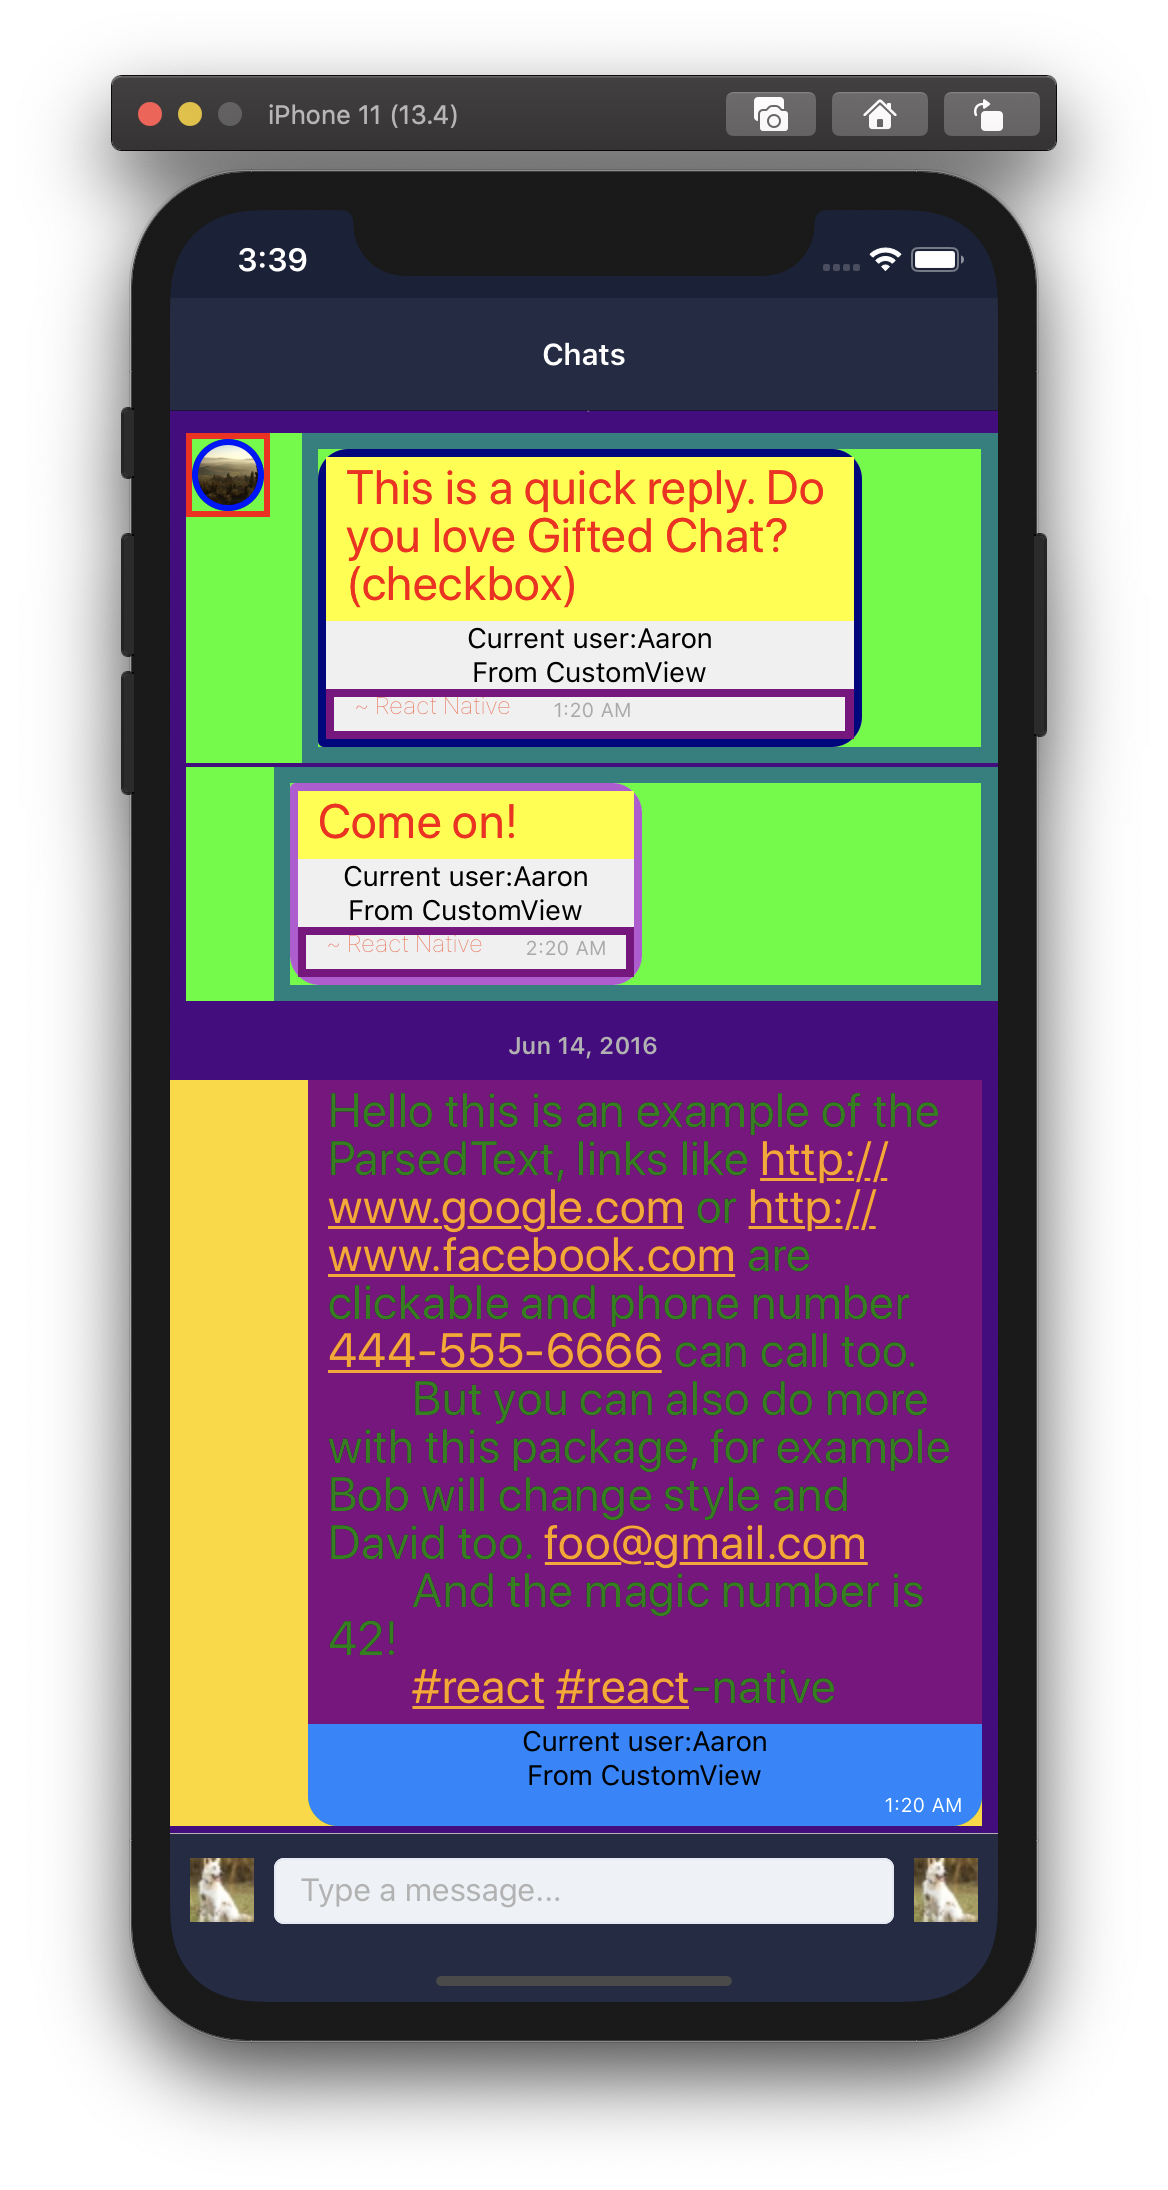 iPhone 11 (13.4)
3:39
Chats
This is a quick reply. Do
you love Gifted Chat?
(checkbox)
Current user:Aaron
From CustomView
~ React Native 1:20 AM
Come on!
Current user:Aaron
From CustomView
~ React Native 2:20 AM
Jun 14, 2016
Hello this is an example of the
ParsedText, links like http://
www.google.com or http://
www.facebook.com are
clickable and phone number
444-555-6666 can call too.
But you can also do more
with this package, for example
Bob will change style and
David too. foo@gmail.com
And the magic number is
42!
#react #react-native
Current user:Aaron
From CustomView
1:20 AM
Type a message...